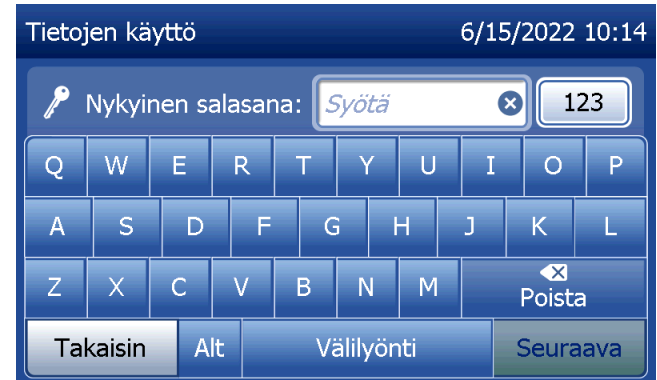 Tietojen käyttö 6/15/2022 10:14
Nykyinen salasana: Syötä 123
Q W E R T Y U I O P
A S D F G H J K L
Z X C V B N M Poista
Takaisin Alt Välilyönti Seuraava